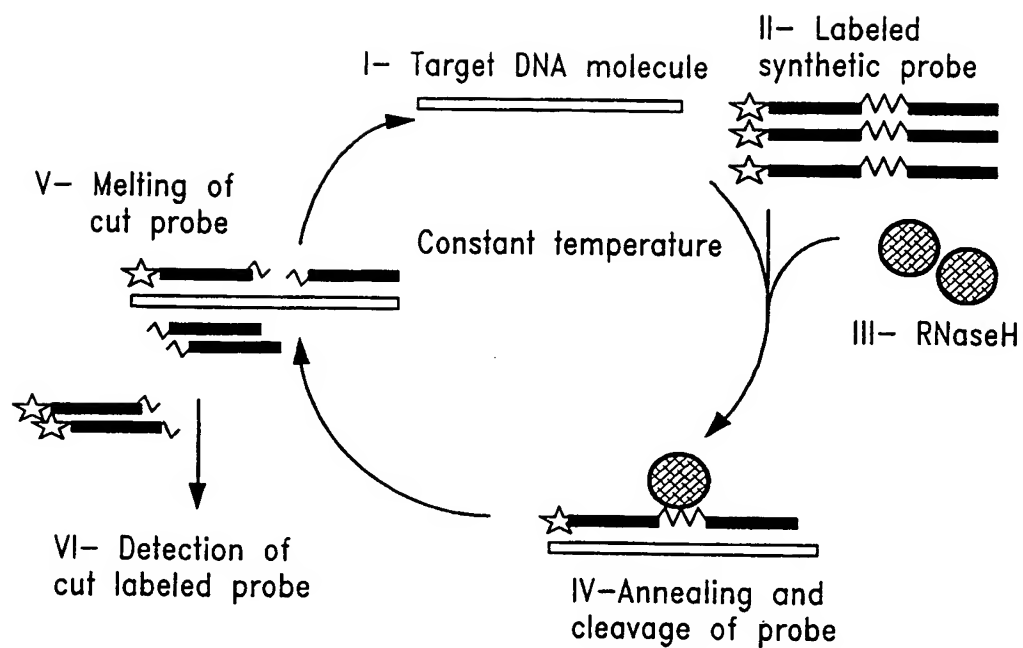 I- Target DNA molecule
II- Labeled
synthetic probe
III- RNaseH
IV-Annealing and
cleavage of probe
V- Melting of
cut probe
VI- Detection of
cut labeled probe
Constant temperature